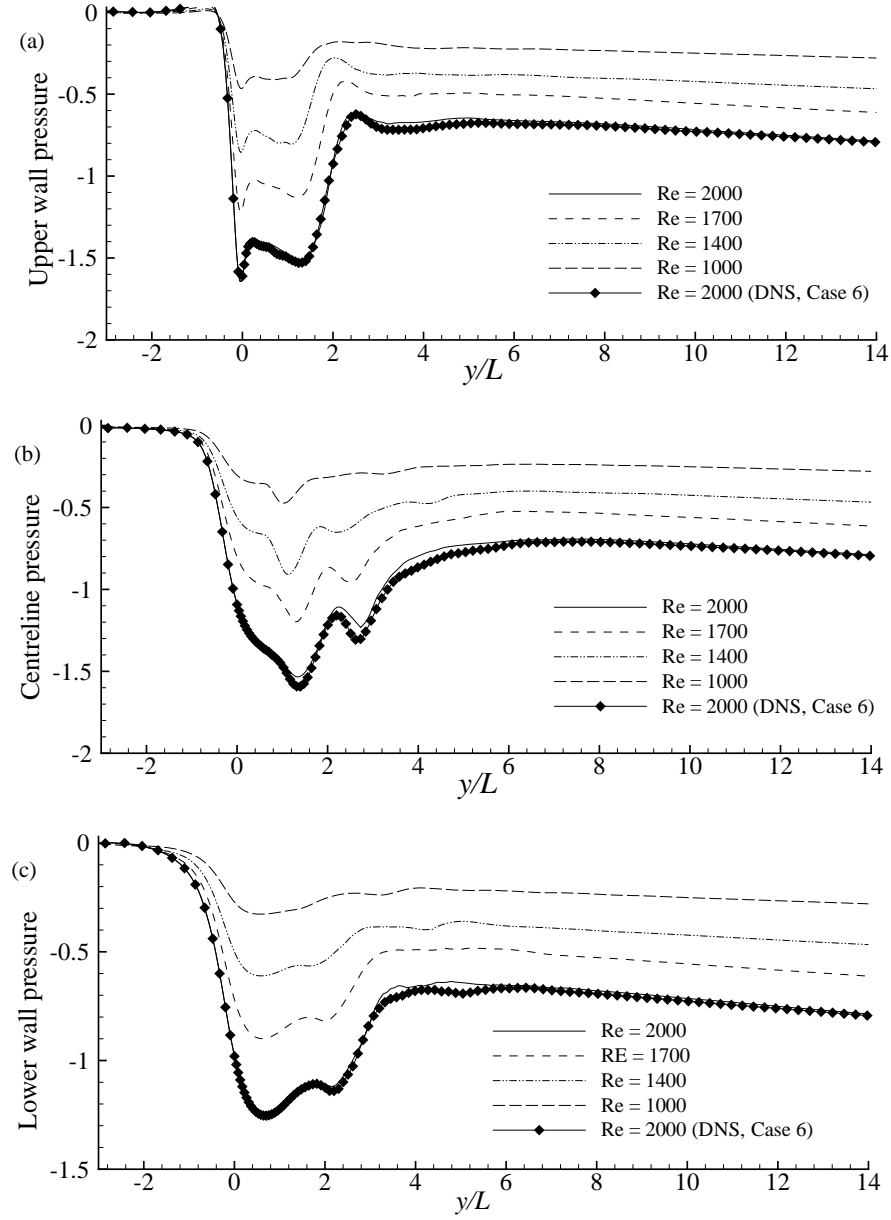 (a)
Upper wall pressure
0
-0.5
-1
-1.5
-2
Re = 2000
Re = 1700
Re = 1400
Re = 1000
Re = 2000 (DNS, Case 6)
-2 0 2 4 6 8 10 12 14
y/L
(b)
Centreline pressure
0
-0.5
-1
-1.5
-2
Re = 2000
Re = 1700
Re = 1400
Re = 1000
Re = 2000 (DNS, Case 6)
-2 0 2 4 6 8 10 12 14
y/L
(c)
Lower wall pressure
0
-0.5
-1
-1.5
Re = 2000
RE = 1700
Re = 1400
Re = 1000
Re = 2000 (DNS, Case 6)
-2 0 2 4 6 8 10 12 14
y/L